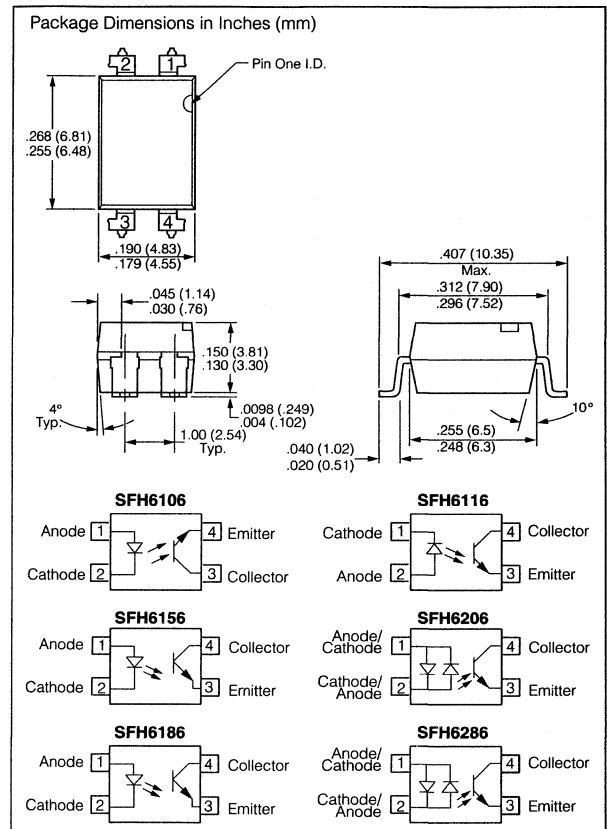 Package Dimensions in Inches (mm)
2 1
Pin One I.D.
.268 (6.81)
.255 (6.48)
3 4
.190 (4.83)
.179 (4.55)
.407 (10.35)
Max.
.312 (7.90)
.296 (7.52)
.045 (1.14)
.030 (.76)
.150 (3.81)
.130 (3.30)
4°
Typ.
.0098 (.249)
.004 (.102)
1.00 (2.54)
Typ.
10°
.255 (6.5)
.248 (6.3)
.040 (1.02)
.020 (0.51)
SFH6106
Anode 1 4 Emitter
Cathode 2 3 Collector
SFH6116
Cathode 1 4 Collector
Anode 2 3 Emitter
SFH6156
Anode 1 4 Collector
Cathode 2 3 Emitter
SFH6206
Anode/
Cathode 1 4 Collector
Cathode/
Anode 2 3 Emitter
SFH6186
Anode 1 4 Collector
Cathode 2 3 Emitter
SFH6286
Anode/
Cathode 1 4 Collector
Cathode/
Anode 2 3 Emitter